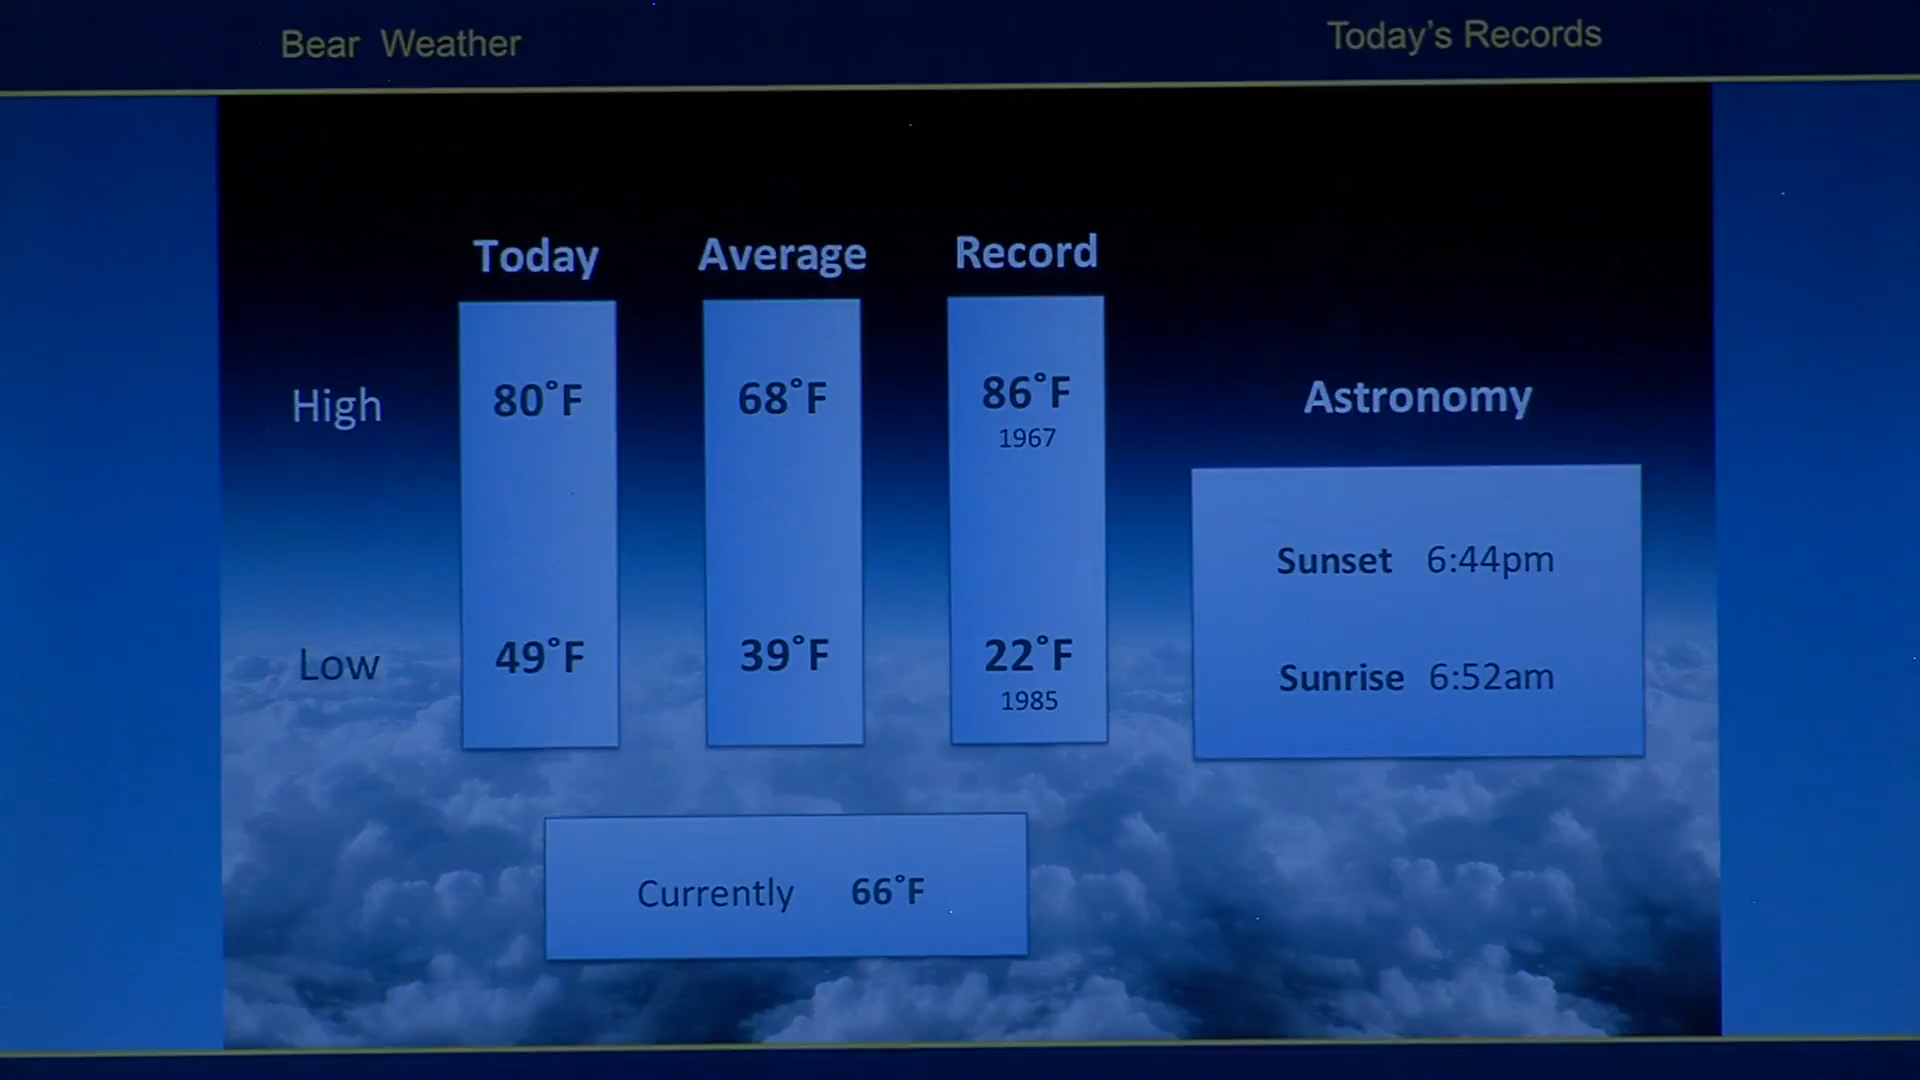 Bear Weather
Today's Records
Today Average Record
High 80˚F 68˚F 86˚F
1967
Low 49˚F 39˚F 22˚F
1985
Astronomy
Sunset 6:44pm
Sunrise 6:52am
Currently 66˚F